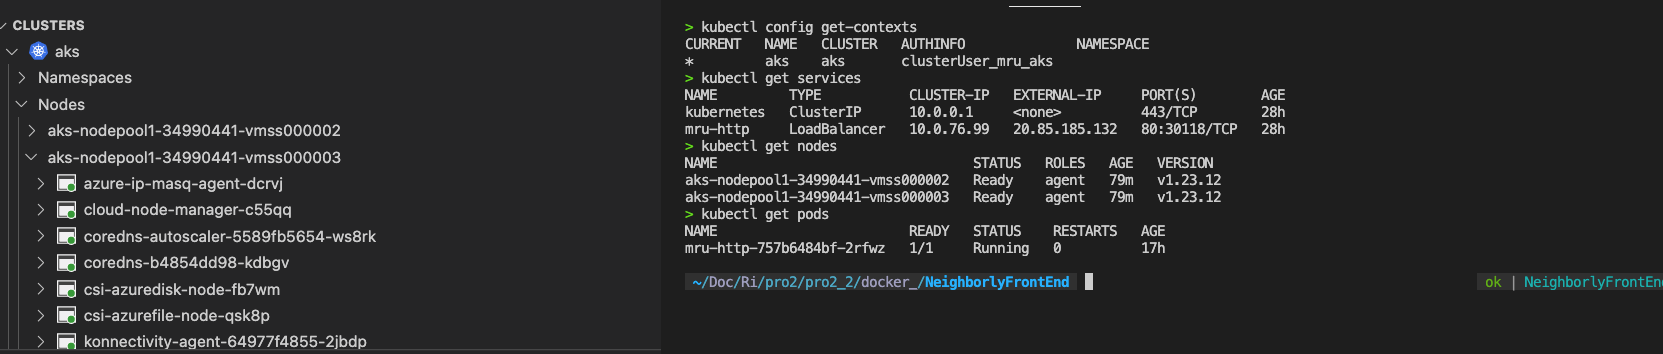 CLUSTERS
aks
Namespaces
Nodes
aks-nodepool1-34990441-vmss000002
aks-nodepool1-34990441-vmss000003
azure-ip-masq-agent-dcrvj
cloud-node-manager-c55qq
coredns-autoscaler-5589fb5654-ws8rk
coredns-b4854dd98-kdbgv
csi-azuredisk-node-fb7wm
csi-azurefile-node-qsk8p
konnectivity-agent-64977f4855-2jbdp
> kubectl config get-contexts
CURRENT NAME CLUSTER AUTHINFO NAMESPACE
* aks aks clusterUser_mru_aks
> kubectl get services
NAME TYPE CLUSTER-IP EXTERNAL-IP PORT(S) AGE
kubernetes ClusterIP 10.0.0.1 <none> 443/TCP 28h
mru-http LoadBalancer 10.0.76.99 20.85.185.132 80:30118/TCP 28h
> kubectl get nodes
NAME STATUS ROLES AGE VERSION
aks-nodepool1-34990441-vmss000002 Ready agent 79m v1.23.12
aks-nodepool1-34990441-vmss000003 Ready agent 79m v1.23.12
> kubectl get pods
NAME READY STATUS RESTARTS AGE
mru-http-757b6484bf-2rfwz 1/1 Running 0 17h
~/Doc/Ri/pro2/pro2_2/docker_/NeighborlyFrontEnd ok | NeighborlyFrontEnd